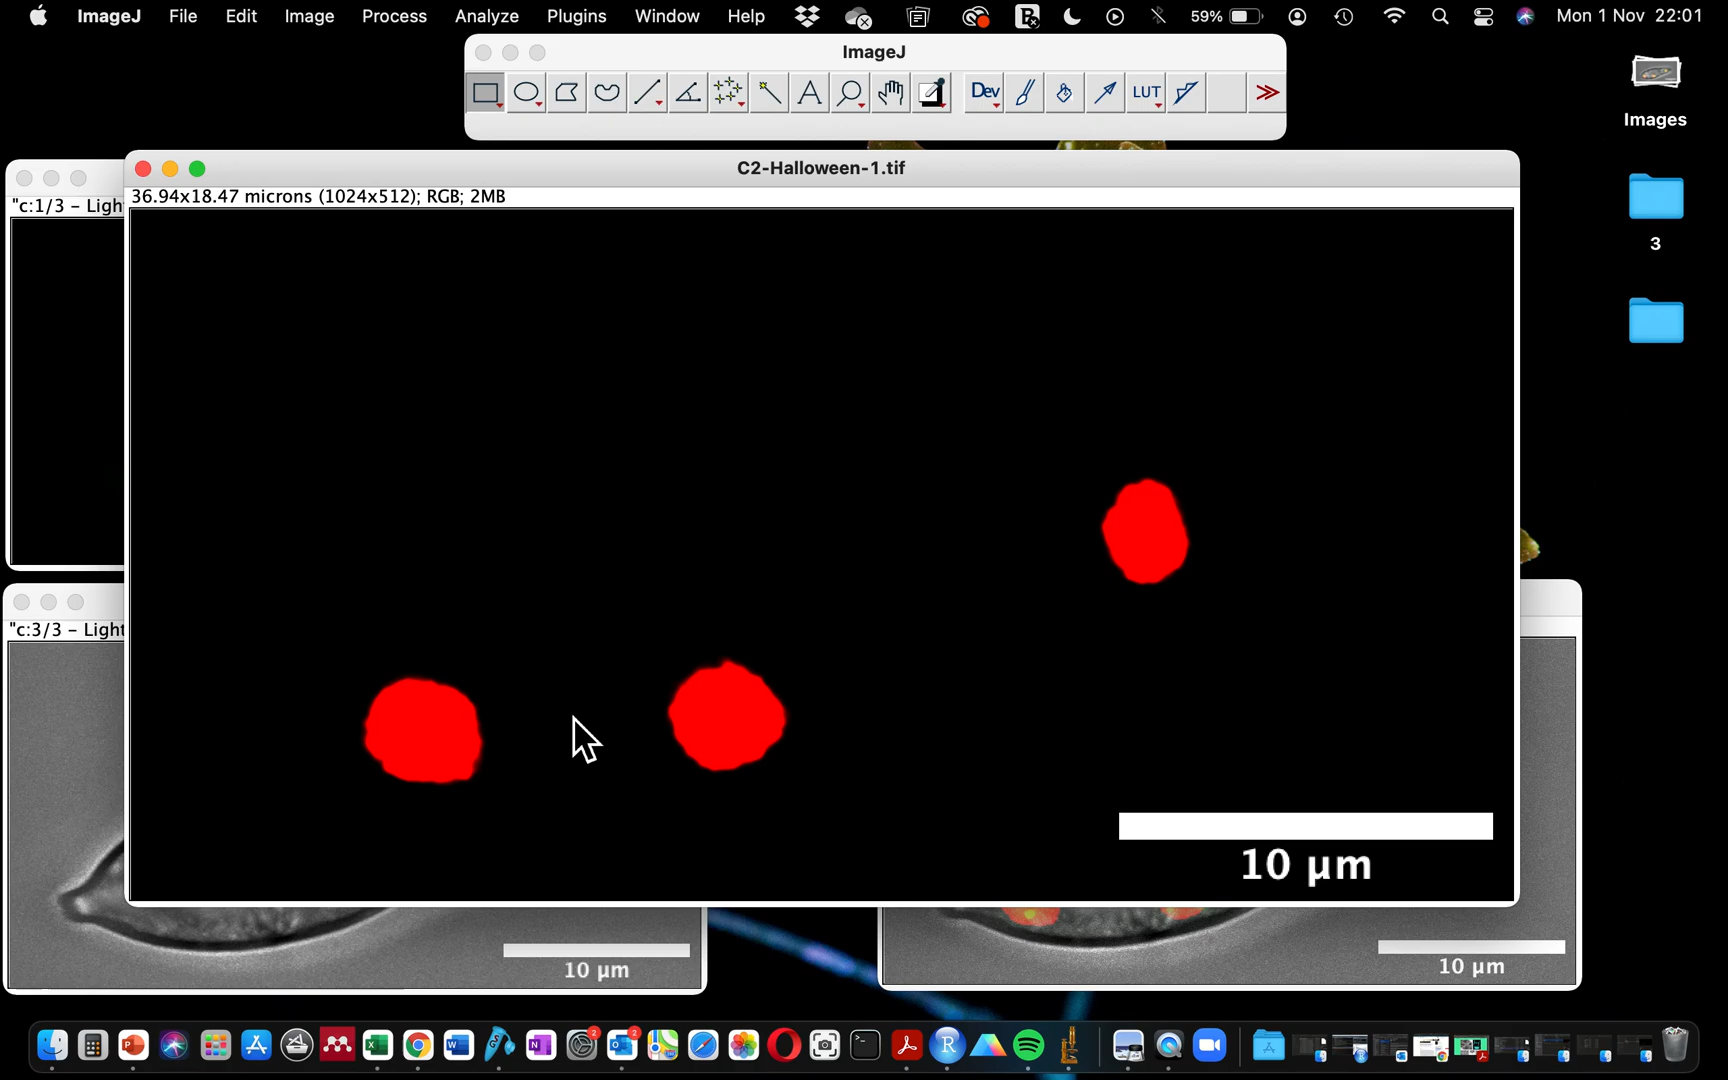 ImageJ File Edit Image Process Analyze Plugins Window Help 59% Mon 1 Nov 22:01
ImageJ
Dev LUT
Images
3
C2-Halloween-1.tif
36.94x18.47 microns (1024x512); RGB; 2MB
"c:1/3 - Ligh
"c:3/3 - Light
10 µm
10 µm
10 µm
2 2